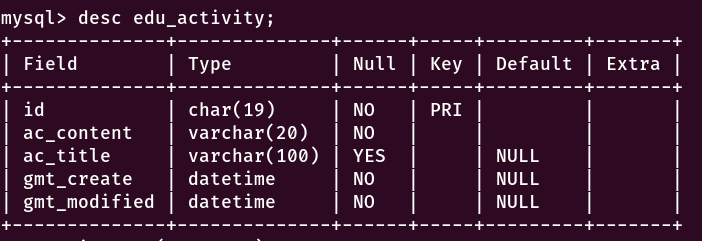 mysql> desc edu_activity;
+-------------+--------------+------+-----+---------+-------+
| Field       | Type         | Null | Key | Default | Extra |
+-------------+--------------+------+-----+---------+-------+
| id          | char(19)     | NO   | PRI |         |       |
| ac_content  | varchar(20)  | NO   |     |         |       |
| ac_title    | varchar(100) | YES  |     | NULL    |       |
| gmt_create  | datetime     | NO   |     | NULL    |       |
| gmt_modified | datetime     | NO   |     | NULL    |       |
+-------------+--------------+------+-----+---------+-------+